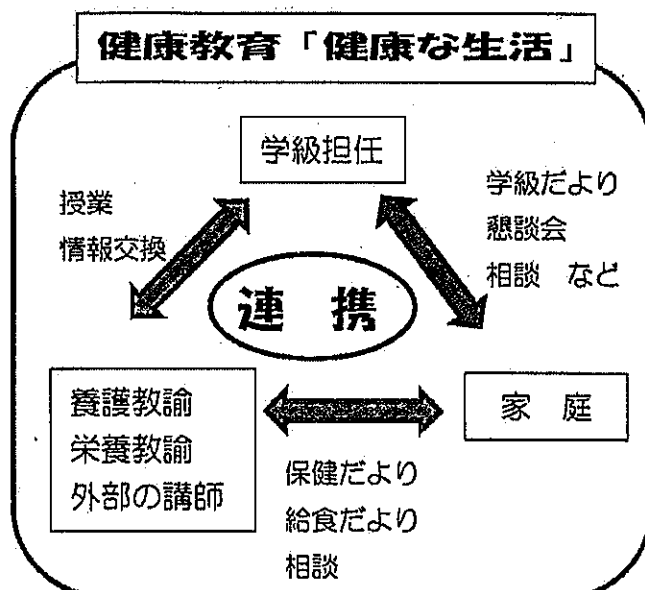 健康教育「健康な生活」
学級担任
授業
情報交換
学級だより
懇談会
相談　など
連　携
養護教諭
栄養教諭
外部の講師
家　庭
保健だより
給食だより
相談